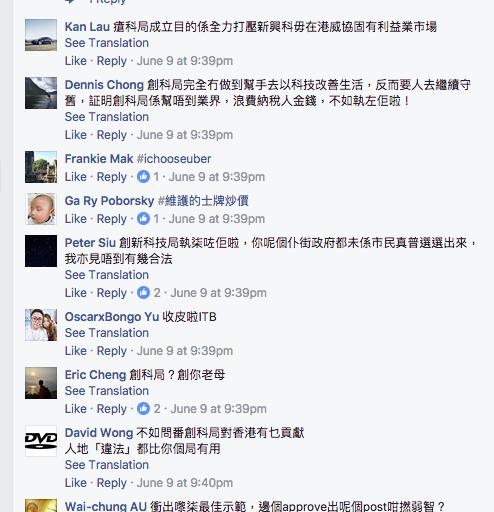 1 Reply
Kan Lau 瘡科局成立目的係全力打壓新興科毋在港威協固有利益業市場
See Translation
Like · Reply · June 9 at 9:39pm
Dennis Chong 創科局完全冇做到幫手去以科技改善生活，反而要人去繼續守
舊，証明創科局係幫唔到業界，浪費納稅人金錢，不如執左佢啦！
See Translation
Like · Reply · June 9 at 9:39pm
Frankie Mak #ichooseuber
Like · Reply · 1 · June 9 at 9:39pm
Ga Ry Poborsky #維護的士牌炒價
Like · Reply · 1 · June 9 at 9:39pm
Peter Siu 創新科技局執柒咗佢啦，你呢個仆街政府都未係市民真普選選出來，
我亦見唔到有幾合法
See Translation
Like · Reply · 2 · June 9 at 9:39pm
OscarxBongo Yu 收皮啦ITB
See Translation
Like · Reply · June 9 at 9:39pm
Eric Cheng 創科局？創你老母
See Translation
Like · Reply · 2 · June 9 at 9:39pm
DVD
David Wong 不如問番創科局對香港有乜貢獻
人地「違法」都比你個局有用
See Translation
Like · Reply · June 9 at 9:40pm
Wai-chung AU 衝出嚟柒最佳示範，邊個approve出呢個post咁撚弱智？